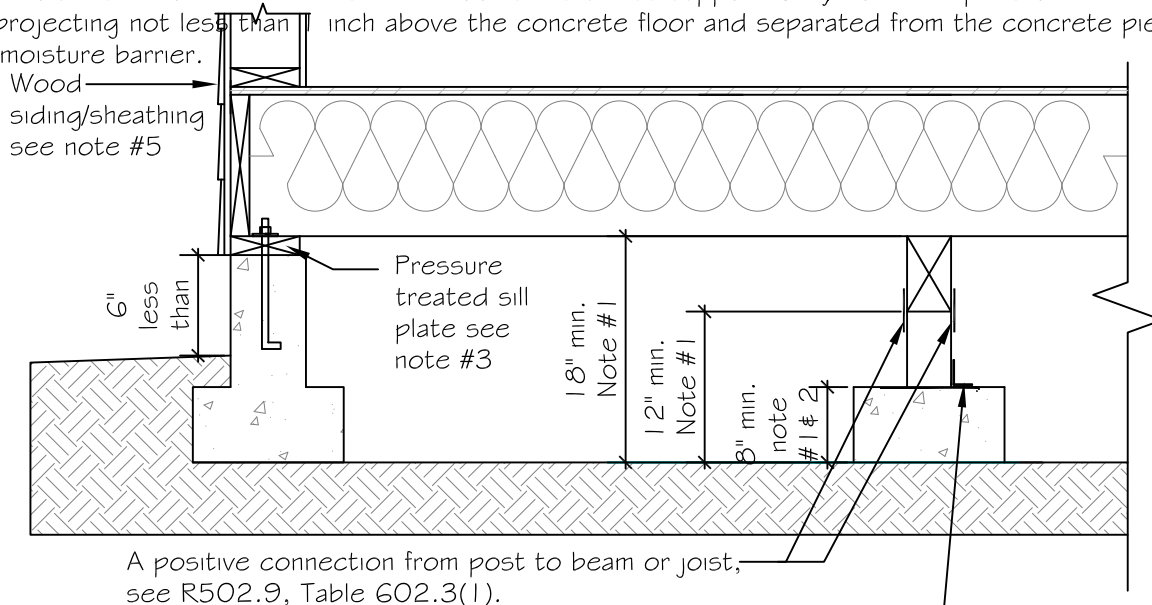 projecting not less than 1 inch above the concrete floor and separated from the concrete pie
moisture barrier.
Wood
siding/sheathing
see note #5
6"
less
than
Pressure
treated sill
plate see
note #3
18" min.
Note #1
12" min.
Note #1
8" min.
note
#1 & 2
A positive connection from post to beam or joist,
see R502.9, Table 602.3(1).